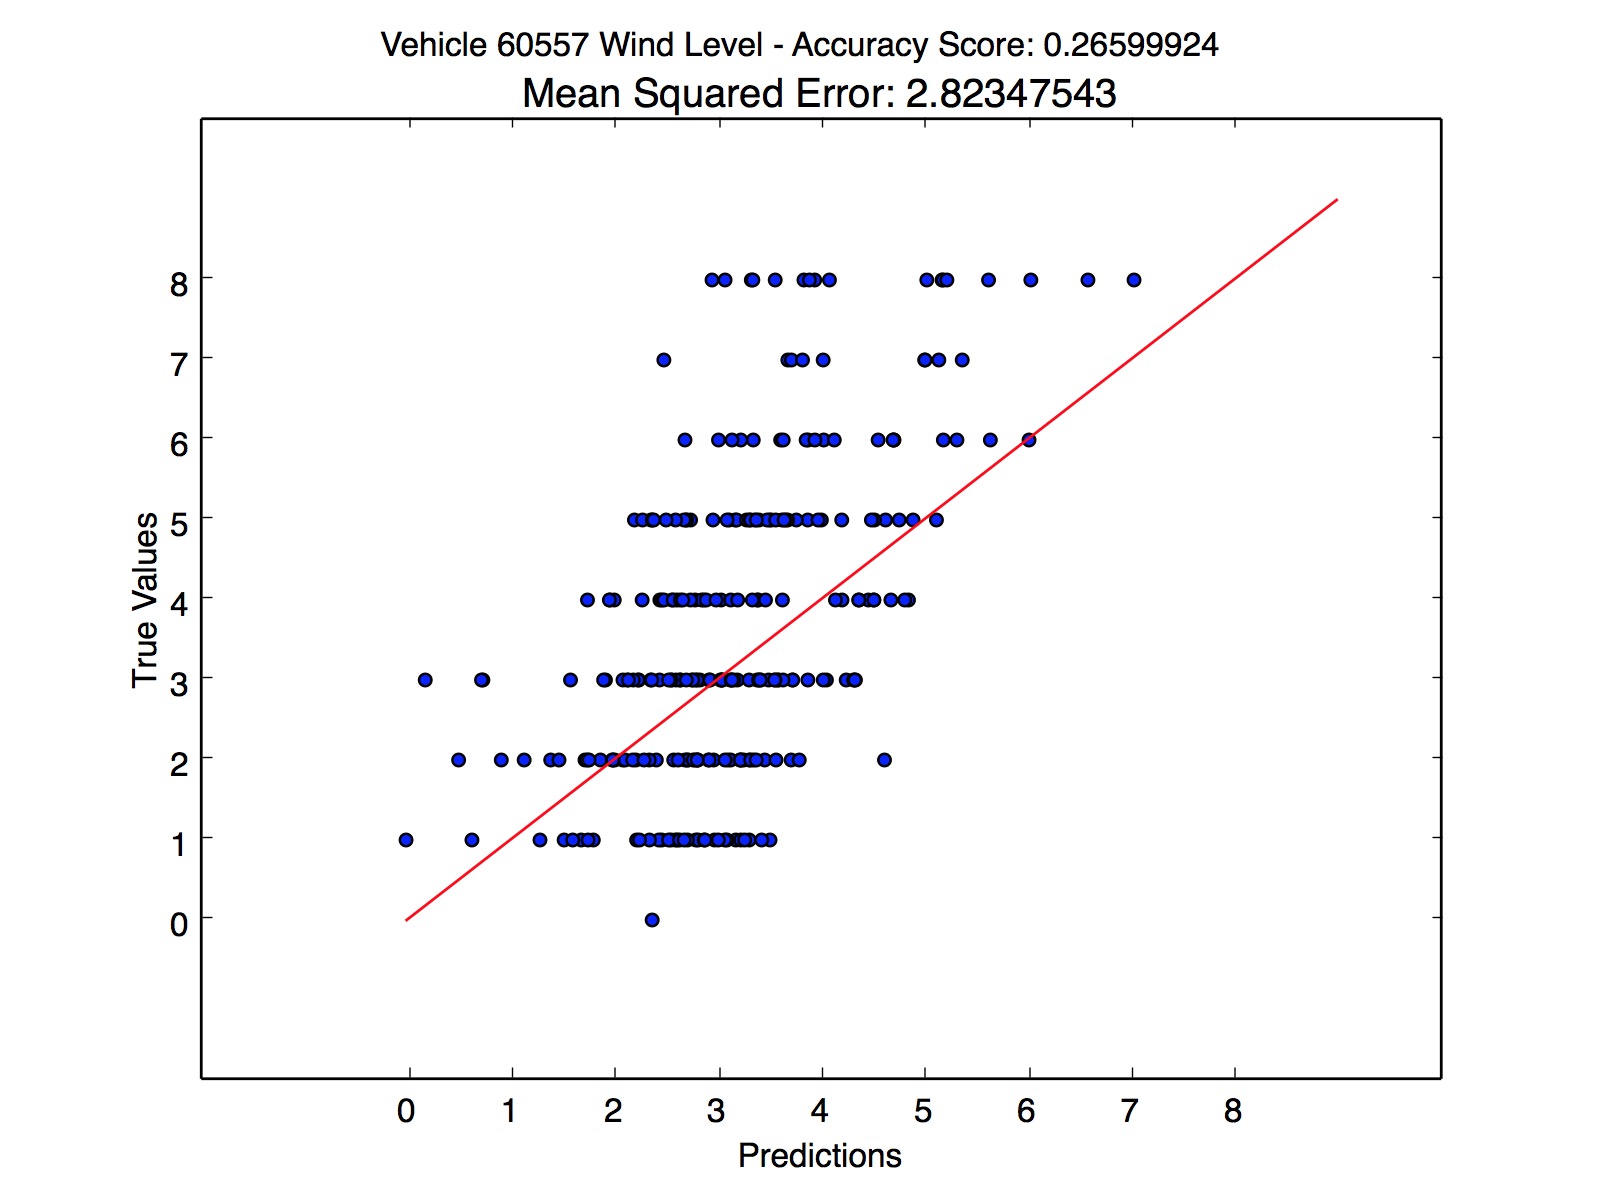 Vehicle 60557 Wind Level - Accuracy Score: 0.26599924
Mean Squared Error: 2.82347543
8
7
6
5
4
3
2
1
0
True Values
0 1 2 3 4 5 6 7 8
Predictions